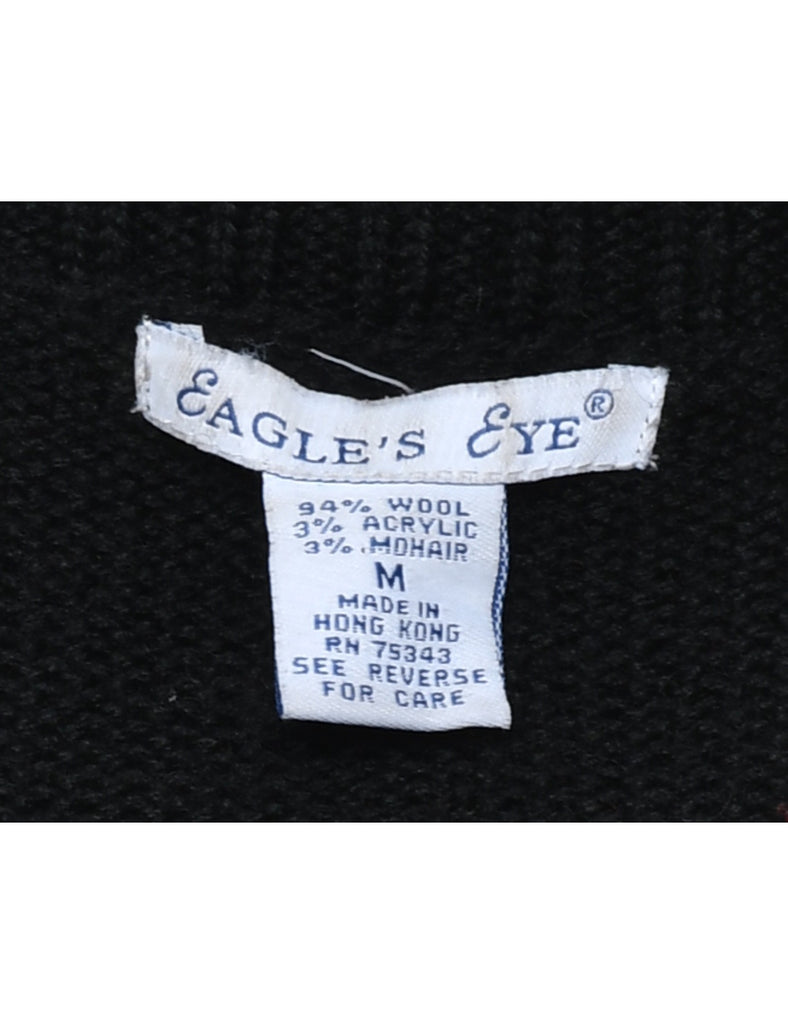 EAGLE'S EYE®
94% WOOL
3% ACRYLIC
3% MOHAIR
M
MADE IN
HONG KONG
RN 75343
SEE REVERSE
FOR CARE